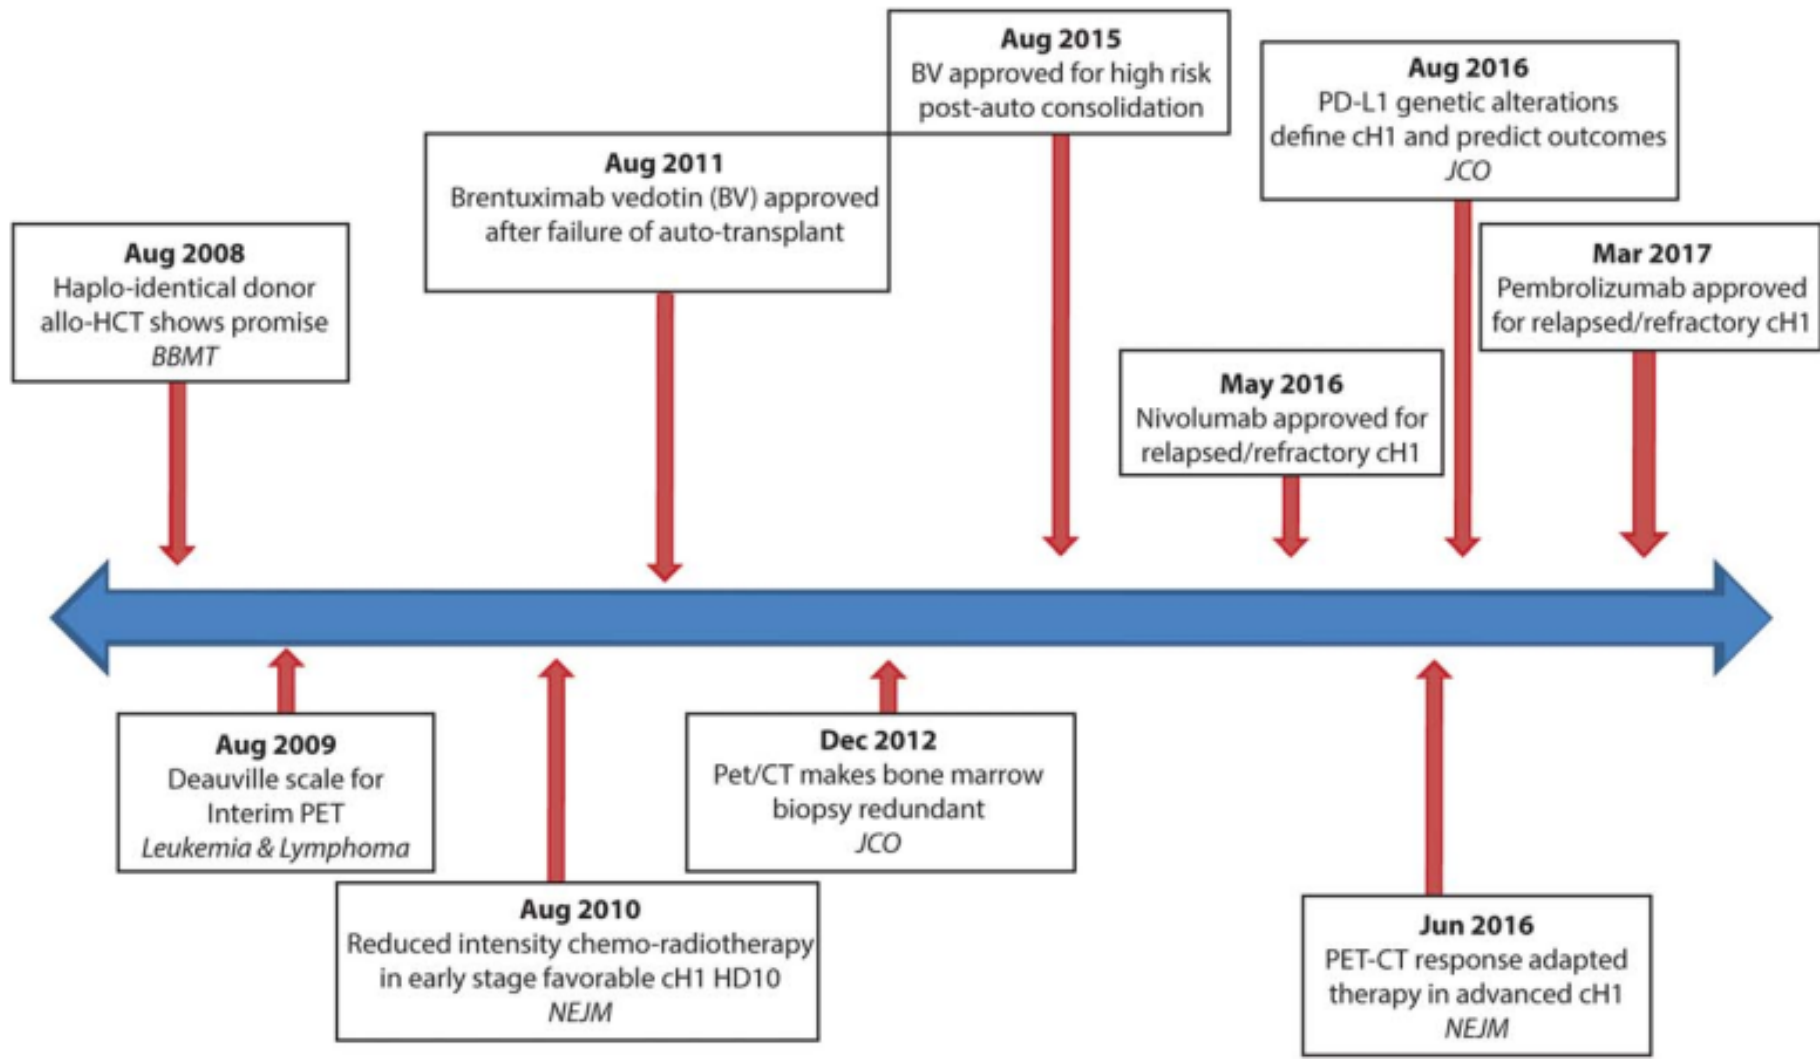 Aug 2015
BV approved for high risk
post-auto consolidation
Aug 2016
PD-L1 genetic alterations
define cH1 and predict outcomes
JCO
Aug 2011
Brentuximab vedotin (BV) approved
after failure of auto-transplant
Aug 2008
Haplo-identical donor
allo-HCT shows promise
BBMT
Mar 2017
Pembrolizumab approved
for relapsed/refractory cH1
May 2016
Nivolumab approved for
relapsed/refractory cH1
Aug 2009
Deauville scale for
Interim PET
Leukemia & Lymphoma
Dec 2012
Pet/CT makes bone marrow
biopsy redundant
JCO
Aug 2010
Reduced intensity chemo-radiotherapy
in early stage favorable cH1 HD10
NEJM
Jun 2016
PET-CT response adapted
therapy in advanced cH1
NEJM